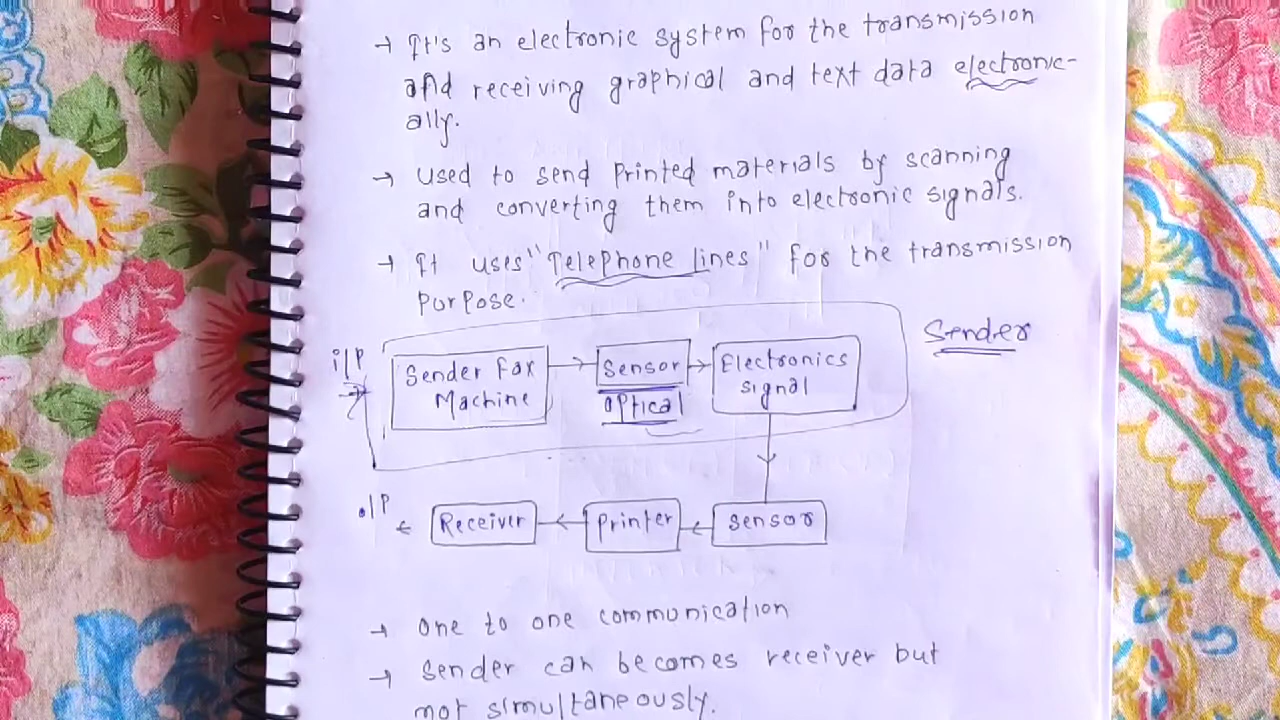 → It's an electronic system for the transmission
and receiving graphical and text data electronic-
ally.
→ used to send Printed materials by scanning
and converting them into electronic signals.
→ It uses "Telephone lines" for the transmission
purpose.
Sender
i/P
Sender Fax
Machine
Sensor
optical
Electronics
signal
o/P
Receiver
Printer
sensor
→ one to one communication
→ sender can becomes receiver but
not simultaneously.